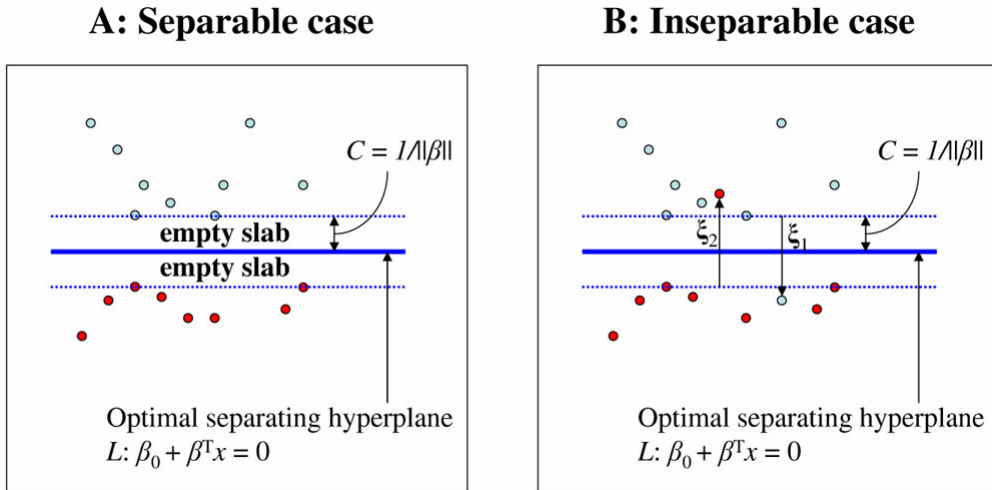 A: Separable case
C = 1/||β||
empty slab
empty slab
Optimal separating hyperplane
L: β₀ + βᵀx = 0
B: Inseparable case
C = 1/||β||
ξ₂
ξ₁
Optimal separating hyperplane
L: β₀ + βᵀx = 0